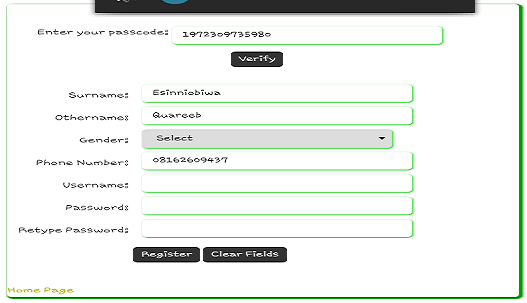 Enter your passcode: 1972309735980
Verify
Surname: Esinniobiwa
Othername: Quareeb
Gender: Select
Phone Number: 08162609437
Username:
Password:
Retype Password:
Register Clear Fields
Home Page